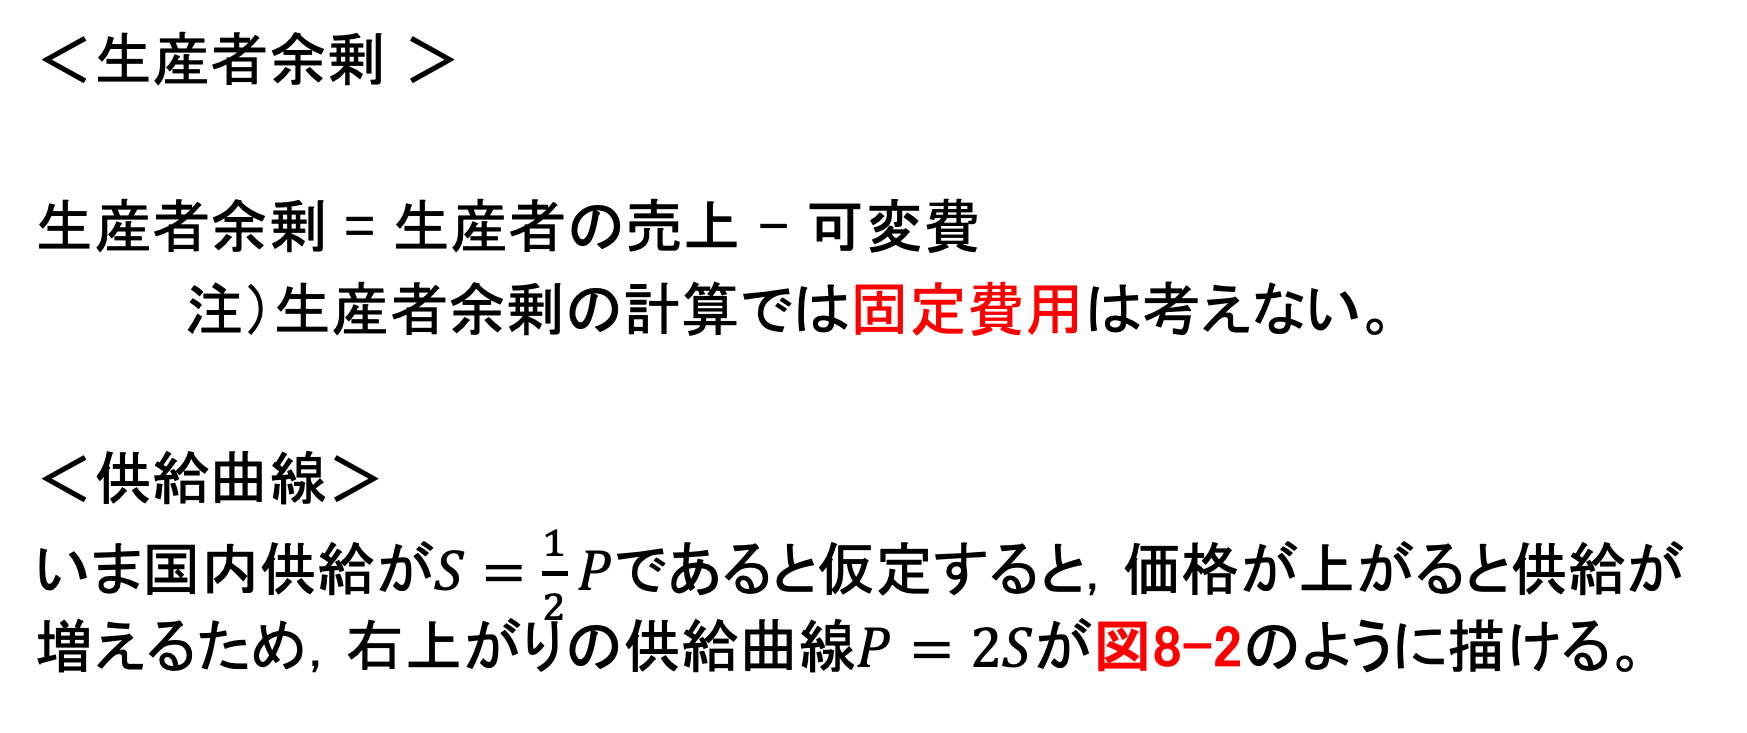 ＜生産者余剰 ＞
生産者余剰 = 生産者の売上 − 可変費
注）生産者余剰の計算では固定費用は考えない。
＜供給曲線＞
いま国内供給がS = 1/2 Pであると仮定すると, 価格が上がると供給が
増えるため, 右上がりの供給曲線P = 2Sが図8−2のように描ける。